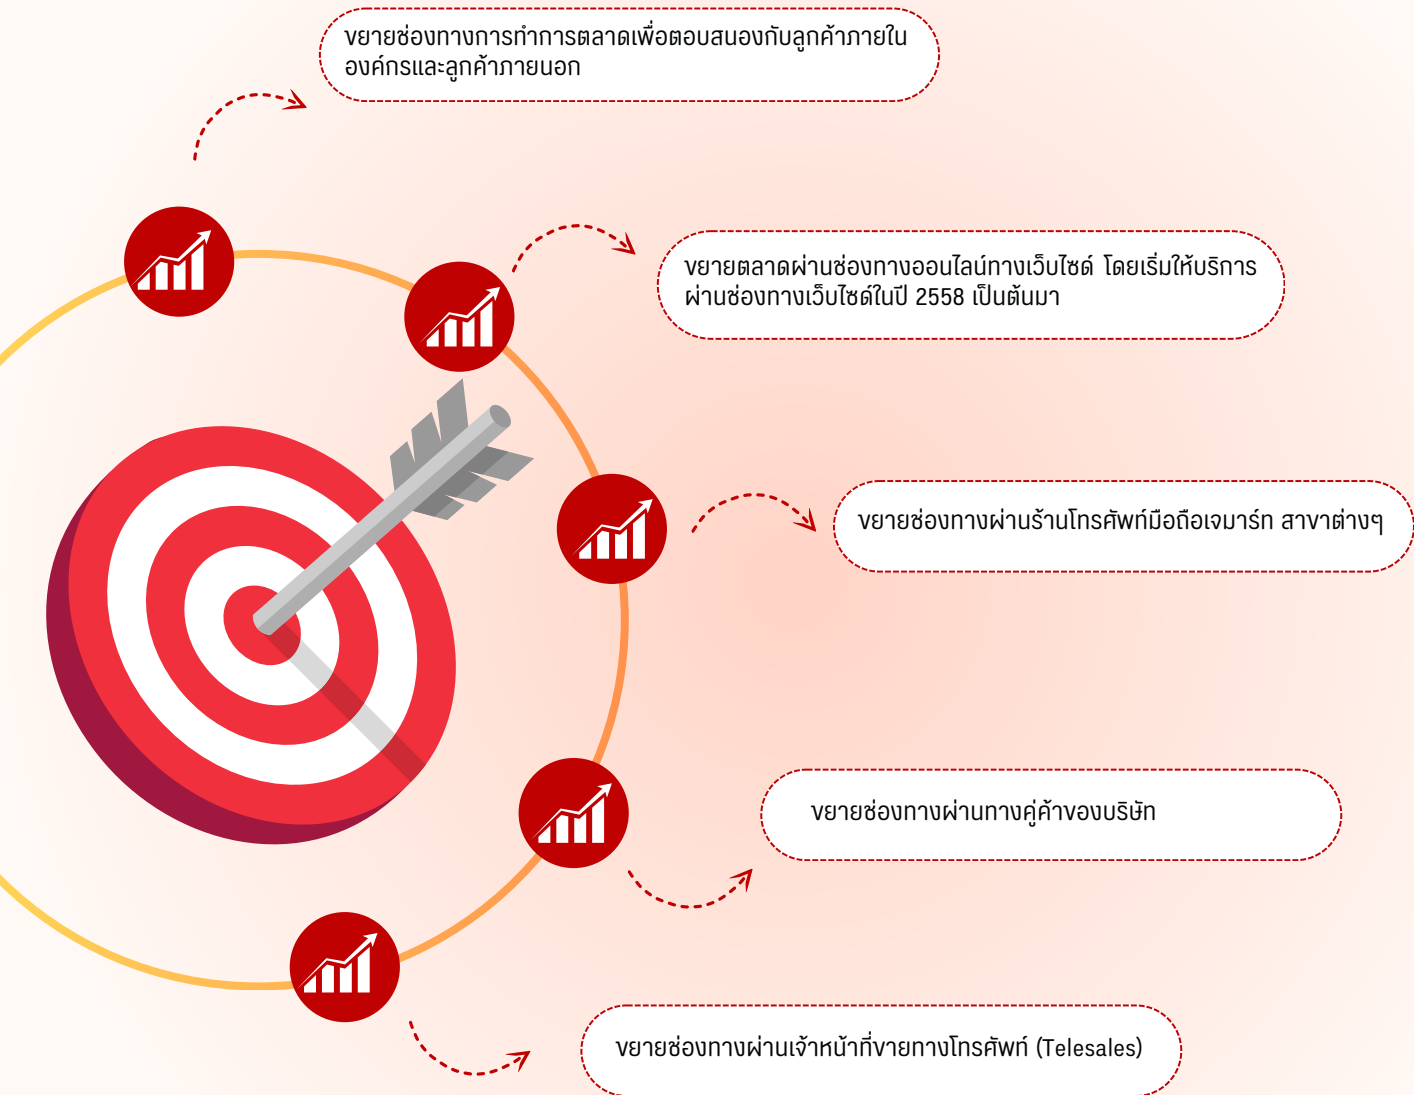 ขยายช่องทางการทำการตลาดเพื่อตอบสนองกับลูกค้าภายใน
องค์กรและลูกค้าภายนอก
ขยายตลาดผ่านช่องทางออนไลน์ทางเว็บไซด์ โดยเริ่มให้บริการ
ผ่านช่องทางเว็บไซด์ในปี 2558 เป็นต้นมา
ขยายช่องทางผ่านร้านโทรศัพท์มือถือเจมาร์ท สาขาต่างๆ
ขยายช่องทางผ่านทางคู่ค้าของบริษัท
ขยายช่องทางผ่านเจ้าหน้าที่ขายทางโทรศัพท์ (Telesales)